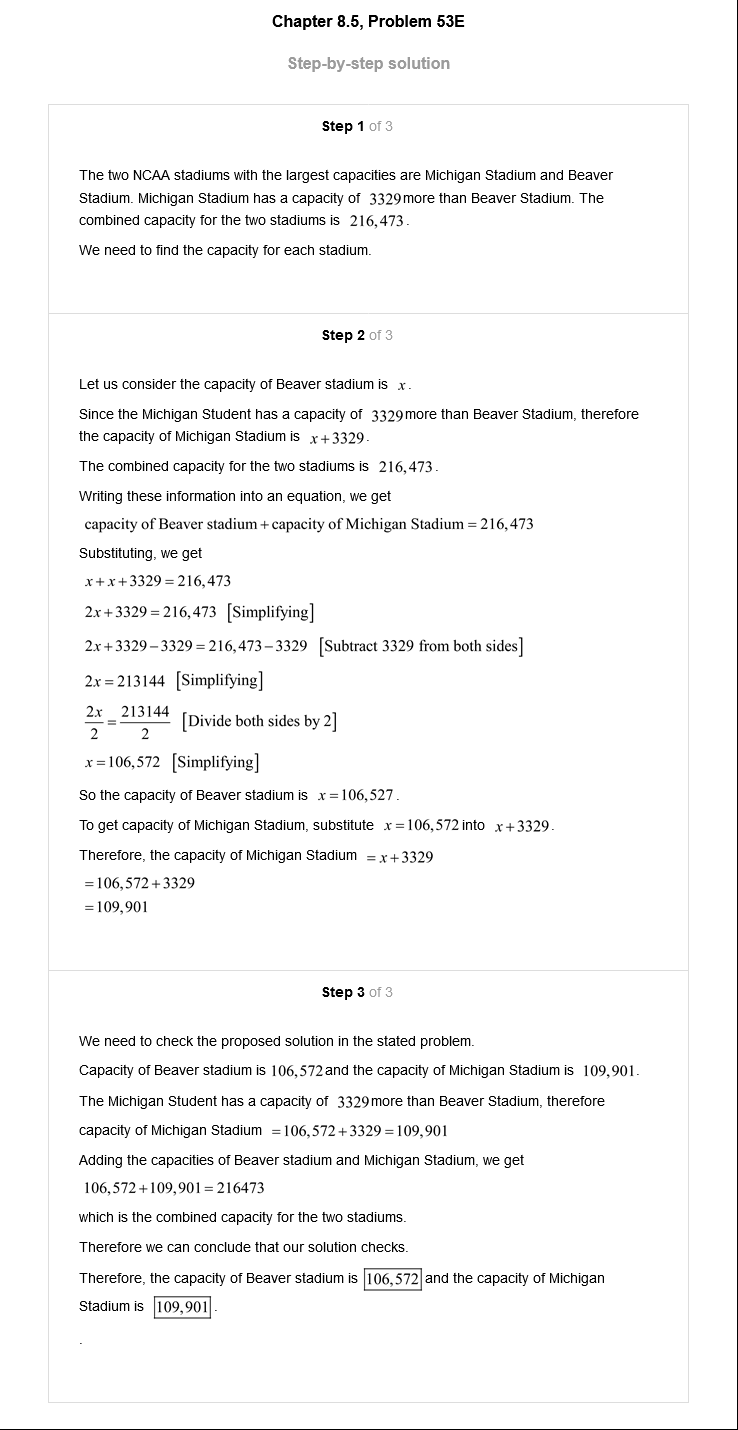 Chapter 8.5, Problem 53E
Step-by-step solution
Step 1 of 3
The two NCAA stadiums with the largest capacities are Michigan Stadium and Beaver
Stadium. Michigan Stadium has a capacity of 3329 more than Beaver Stadium. The
combined capacity for the two stadiums is 216,473.
We need to find the capacity for each stadium.
Step 2 of 3
Let us consider the capacity of Beaver stadium is x.
Since the Michigan Student has a capacity of 3329 more than Beaver Stadium, therefore
the capacity of Michigan Stadium is x+3329.
The combined capacity for the two stadiums is 216,473.
Writing these information into an equation, we get
capacity of Beaver stadium + capacity of Michigan Stadium = 216,473
Substituting, we get
x + x + 3329 = 216,473
2x + 3329 = 216,473 [Simplifying]
2x + 3329 − 3329 = 216,473 − 3329 [Subtract 3329 from both sides]
2x = 213144 [Simplifying]
2x/2 = 213144/2 [Divide both sides by 2]
x = 106,572 [Simplifying]
So the capacity of Beaver stadium is x = 106,527.
To get capacity of Michigan Stadium, substitute x = 106,572 into x+3329.
Therefore, the capacity of Michigan Stadium = x+3329
= 106,572 + 3329
= 109,901
Step 3 of 3
We need to check the proposed solution in the stated problem.
Capacity of Beaver stadium is 106,572 and the capacity of Michigan Stadium is 109,901.
The Michigan Student has a capacity of 3329 more than Beaver Stadium, therefore
capacity of Michigan Stadium = 106,572 + 3329 = 109,901
Adding the capacities of Beaver stadium and Michigan Stadium, we get
106,572 + 109,901 = 216473
which is the combined capacity for the two stadiums.
Therefore we can conclude that our solution checks.
Therefore, the capacity of Beaver stadium is 106,572 and the capacity of Michigan
Stadium is 109,901.
.